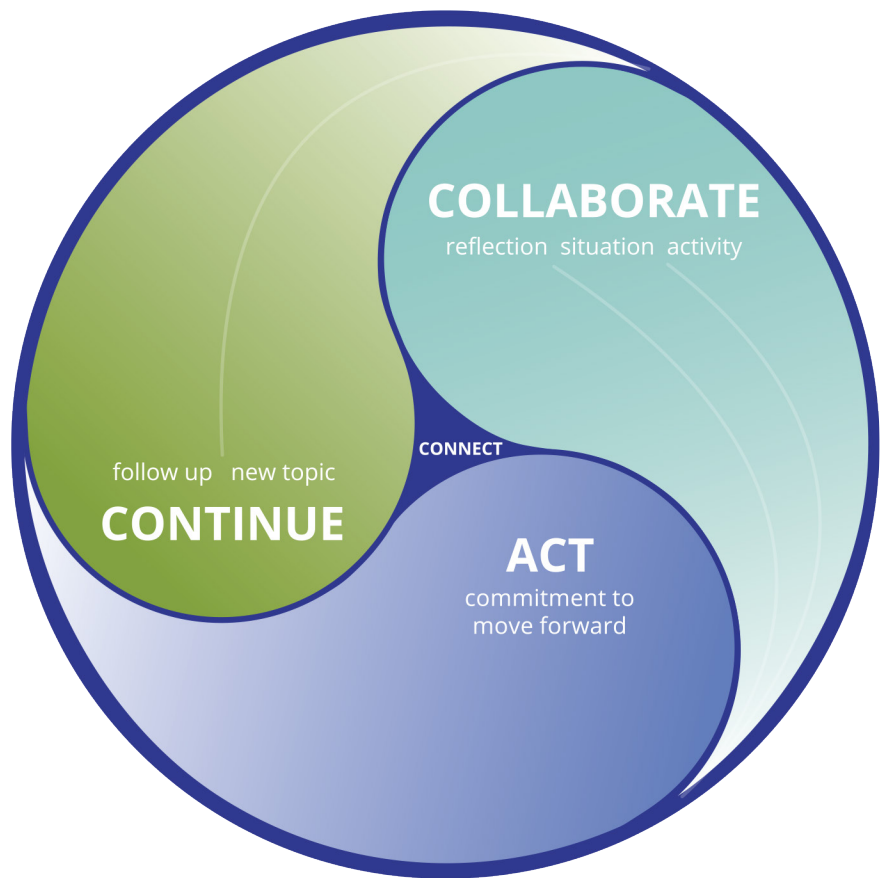 COLLABORATE
reflection situation activity
CONNECT
follow up new topic
CONTINUE
ACT
commitment to
move forward